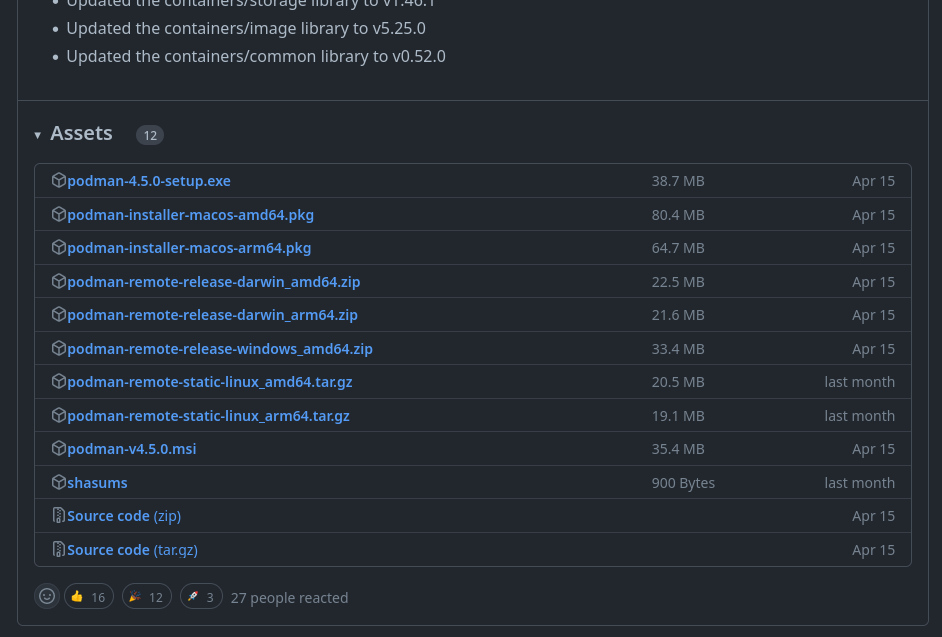 • Updated the containers/storage library to v1.46.1
• Updated the containers/image library to v5.25.0
• Updated the containers/common library to v0.52.0
▾ Assets 12
podman-4.5.0-setup.exe 38.7 MB Apr 15
podman-installer-macos-amd64.pkg 80.4 MB Apr 15
podman-installer-macos-arm64.pkg 64.7 MB Apr 15
podman-remote-release-darwin_amd64.zip 22.5 MB Apr 15
podman-remote-release-darwin_arm64.zip 21.6 MB Apr 15
podman-remote-release-windows_amd64.zip 33.4 MB Apr 15
podman-remote-static-linux_amd64.tar.gz 20.5 MB last month
podman-remote-static-linux_arm64.tar.gz 19.1 MB last month
podman-v4.5.0.msi 35.4 MB Apr 15
shasums 900 Bytes last month
Source code (zip) Apr 15
Source code (tar.gz) Apr 15
👍 16 🎉 12 🚀 3 27 people reacted